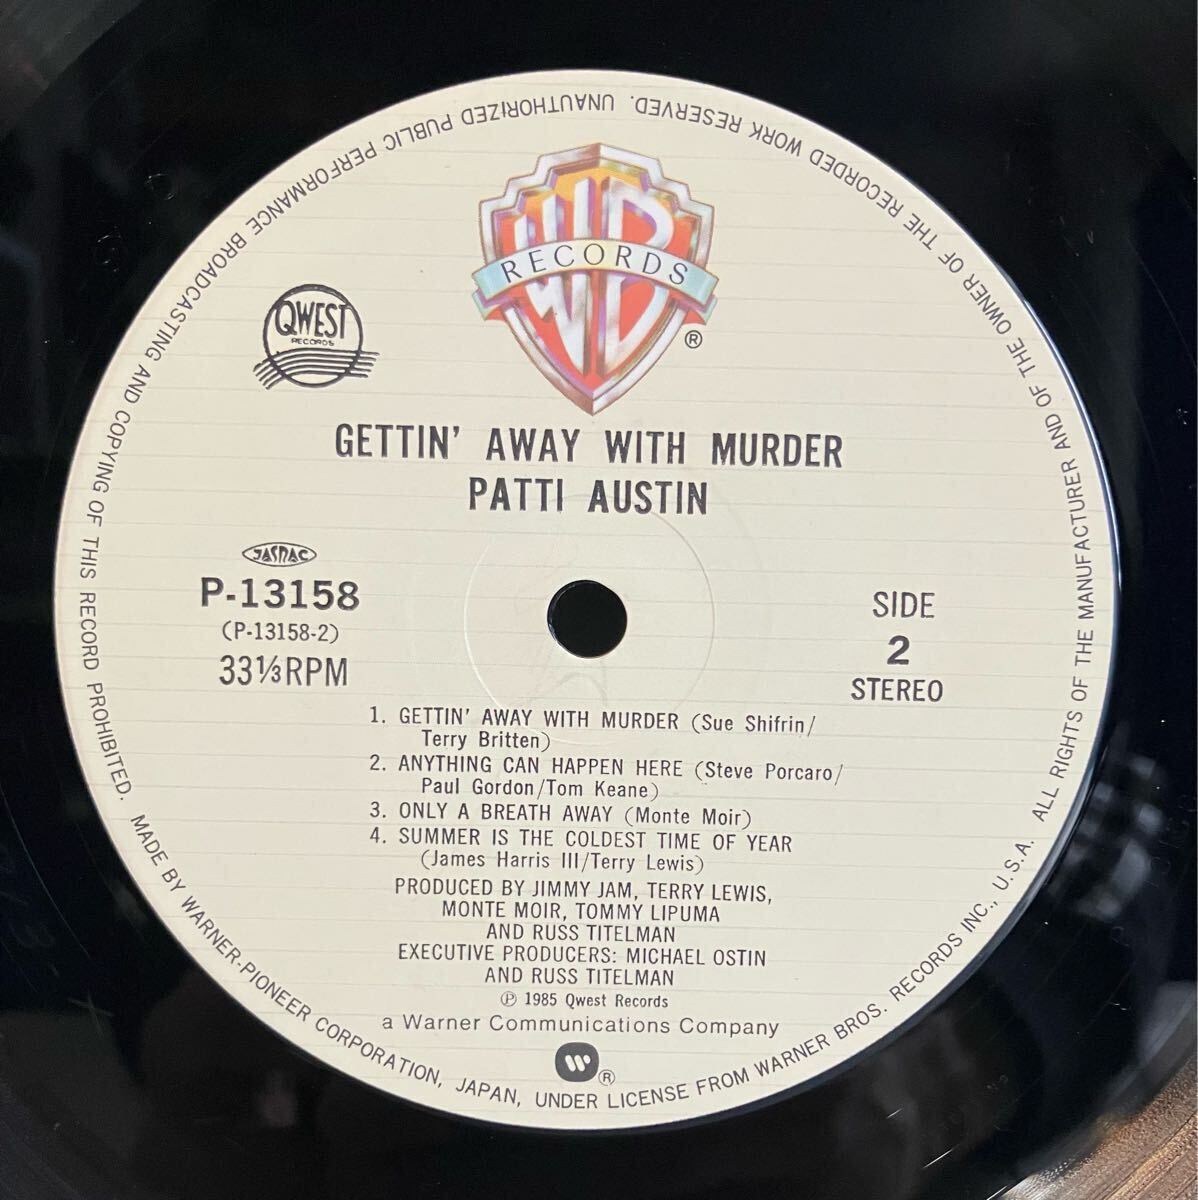 WB
RECORDS
®
QWEST
RECORDS
GETTIN' AWAY WITH MURDER
PATTI AUSTIN
JASRAC
P-13158
(P-13158-2)
33⅓RPM
SIDE
2
STEREO
1. GETTIN' AWAY WITH MURDER (Sue Shifrin/
Terry Britten)
2. ANYTHING CAN HAPPEN HERE (Steve Porcaro/
Paul Gordon/Tom Keane)
3. ONLY A BREATH AWAY (Monte Moir)
4. SUMMER IS THE COLDEST TIME OF YEAR
(James Harris III/Terry Lewis)
PRODUCED BY JIMMY JAM, TERRY LEWIS,
MONTE MOIR, TOMMY LIPUMA
AND RUSS TITELMAN
EXECUTIVE PRODUCERS: MICHAEL OSTIN
AND RUSS TITELMAN
℗ 1985 Qwest Records
a Warner Communications Company
W
®
MADE BY WARNER-PIONEER CORPORATION, JAPAN, UNDER LICENSE FROM WARNER BROS. RECORDS INC., U.S.A. ALL RIGHTS OF THE MANUFACTURER AND OF THE OWNER OF THE RECORDED WORK RESERVED. UNAUTHORIZED PUBLIC PERFORMANCE BROADCASTING AND COPYING OF THIS RECORD PROHIBITED.